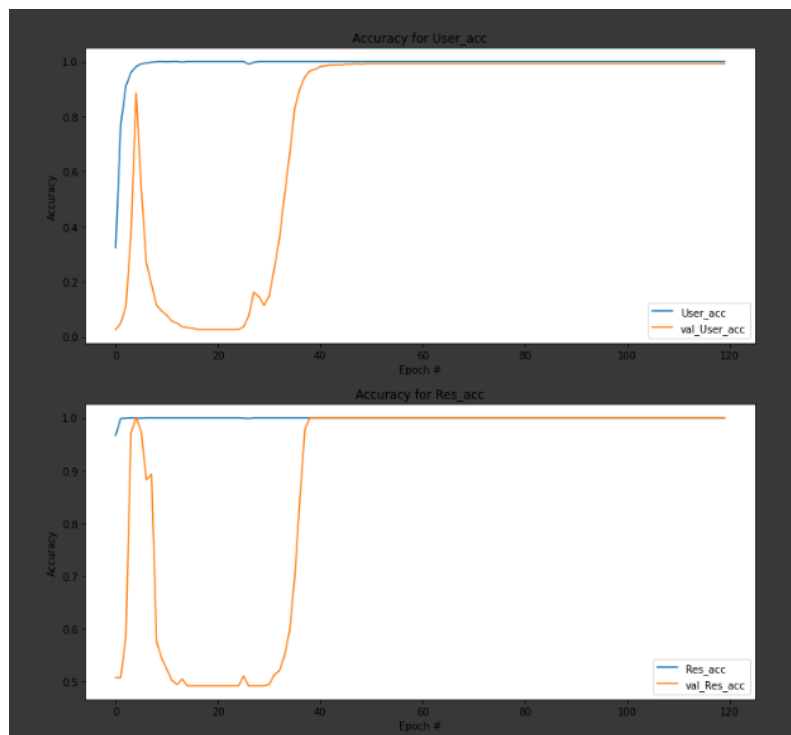 Accuracy for User_acc
1.0
0.8
0.6
0.4
0.2
0.0
Accuracy
User_acc
val_User_acc
0 20 40 60 80 100 120
Epoch #
Accuracy for Res_acc
1.0
0.9
0.8
0.7
0.6
0.5
Accuracy
Res_acc
val_Res_acc
0 20 40 60 80 100 120
Epoch #